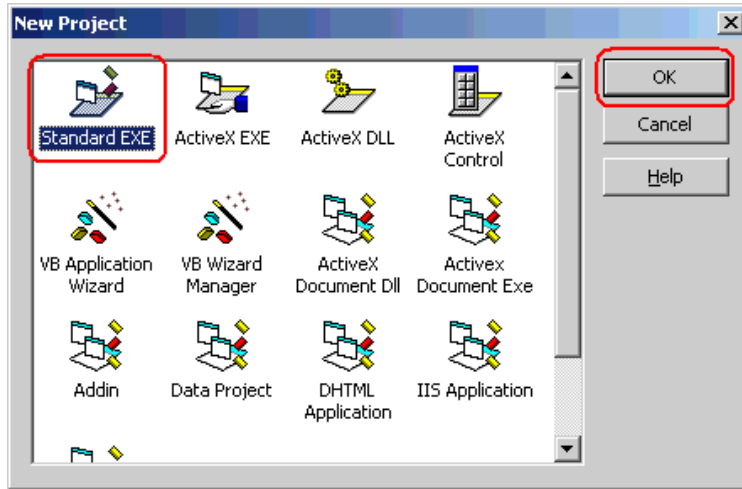 New Project
Standard EXE
ActiveX EXE
ActiveX DLL
ActiveX
Control
VB Application
Wizard
VB Wizard
Manager
ActiveX
Document Dll
Activex
Document Exe
Addin
Data Project
DHTML
Application
IIS Application
OK
Cancel
Help